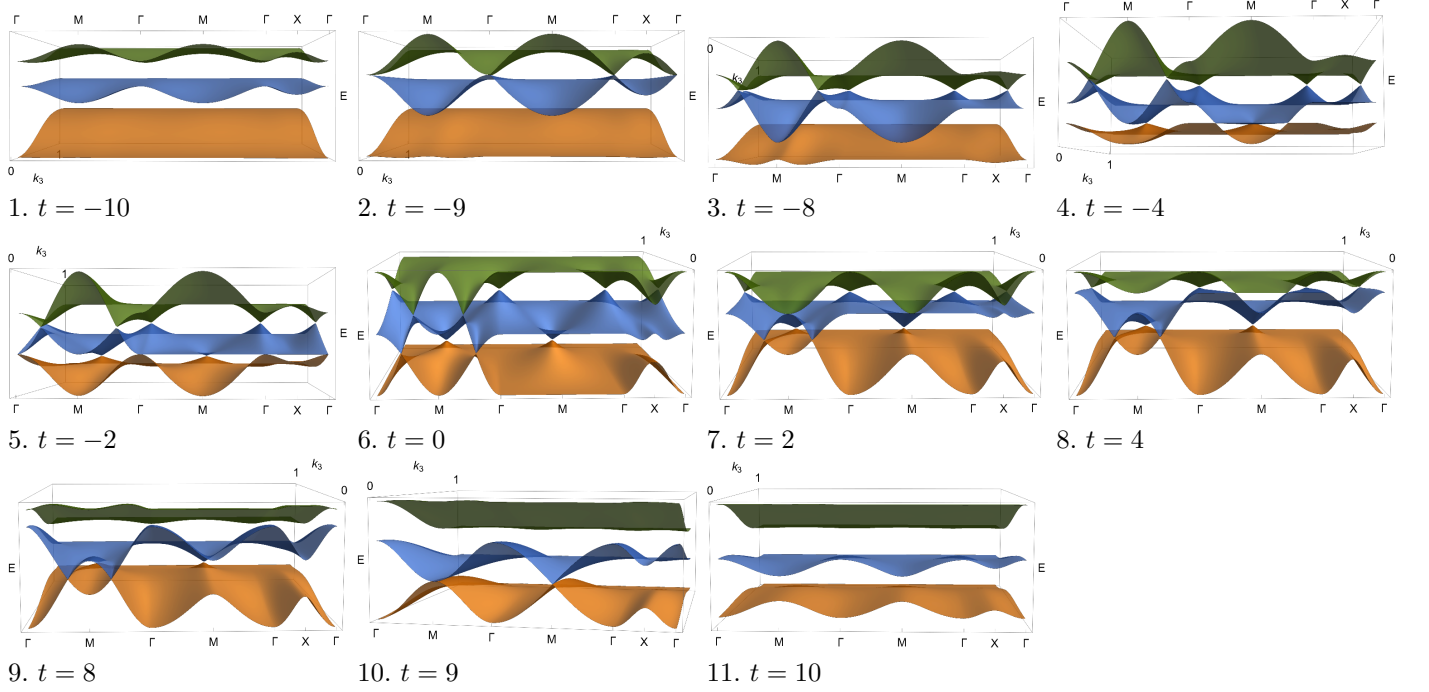 Γ M Γ M Γ X Γ
E
0 1 k₃
1. t = −10
Γ M Γ M Γ X Γ
E
0 1 k₃
2. t = −9
0 k₃ 1
E
Γ M Γ M Γ X Γ
3. t = −8
Γ M Γ M Γ X Γ
E
0 1
k₃
4. t = −4
0 k₃ 1
E
Γ M Γ M Γ X Γ
5. t = −2
1 k₃ 0
E
Γ M Γ M Γ X Γ
6. t = 0
1 k₃ 0
E
Γ M Γ M Γ X Γ
7. t = 2
1 k₃ 0
E
Γ M Γ M Γ X Γ
8. t = 4
1 k₃ 0
E
Γ M Γ M Γ X Γ
9. t = 8
0 k₃ 1
E
Γ M Γ M Γ X Γ
10. t = 9
0 k₃ 1
E
Γ M Γ M Γ X Γ
11. t = 10